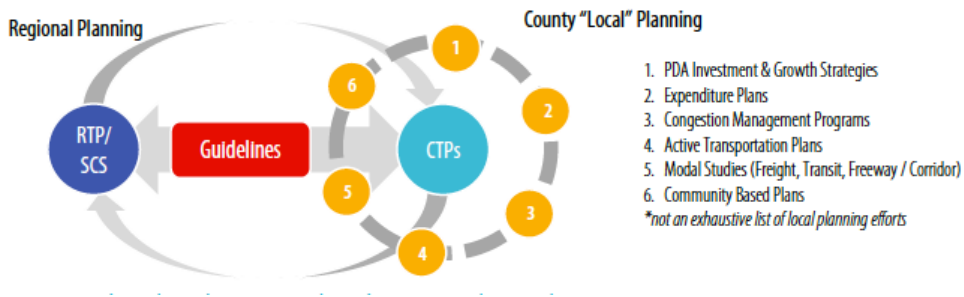 Regional Planning
County “Local” Planning
RTP/
SCS
Guidelines
CTPs
1
2
3
4
5
6
1. PDA Investment & Growth Strategies
2. Expenditure Plans
3. Congestion Management Programs
4. Active Transportation Plans
5. Modal Studies (Freight, Transit, Freeway / Corridor)
6. Community Based Plans
*not an exhaustive list of local planning efforts